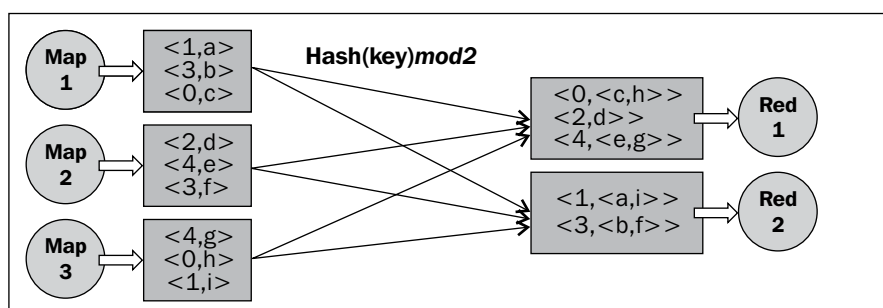 Map
1
<1,a>
<3,b>
<0,c>
Hash(key)mod2
Map
2
<2,d>
<4,e>
<3,f>
Map
3
<4,g>
<0,h>
<1,i>
<0,<c,h>>
<2,d>>
<4,<e,g>>
Red
1
<1,<a,i>>
<3,<b,f>>
Red
2